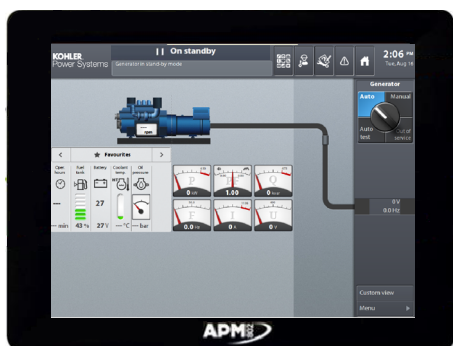 KOHLER
Power Systems
On standby
Generator in stand-by mode
2:06 PM
Tue, Aug 16
Generator
Auto
Manual
Auto test
Out of service
Favourites
Oper. hours
Fuel tank
Battery
Coolant temp
Oil pressure
---
27
--- min
43 %
27 V
--- °C
--- bar
rpm
P
0 kW
PF
1.00
Q
0 kvar
F
0.0 Hz
I
0 A
U
0 V
0 V
0.0 Hz
Custom view
Menu
APM802